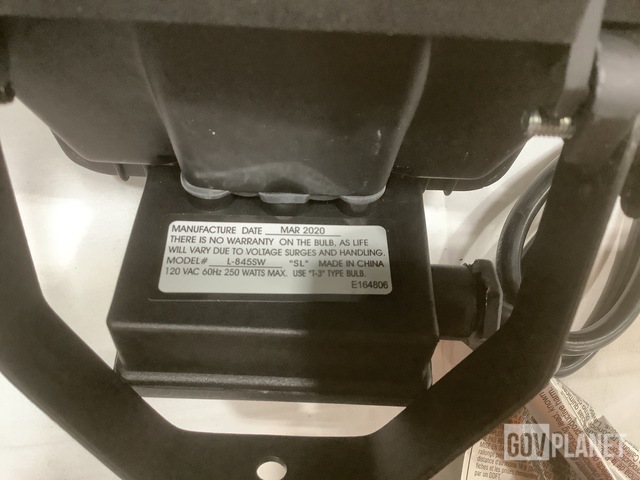 MANUFACTURE DATE MAR 2020
THERE IS NO WARRANTY ON THE BULB, AS LIFE
WILL VARY DUE TO VOLTAGE SURGES AND HANDLING.
MODEL# L-845SW "SL" MADE IN CHINA
120 VAC 60Hz 250 WATTS MAX. USE "T-3" TYPE BULB.
E164806
GOVPLANET